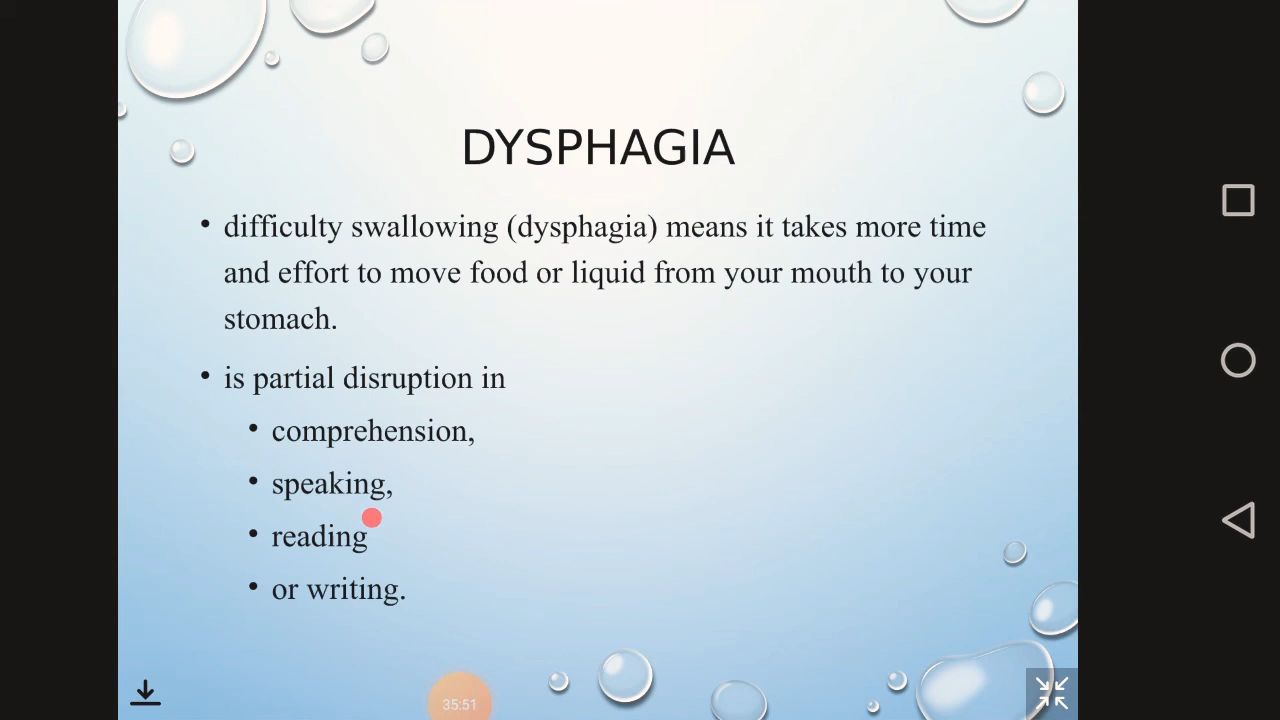 DYSPHAGIA
• difficulty swallowing (dysphagia) means it takes more time
and effort to move food or liquid from your mouth to your
stomach.
• is partial disruption in
• comprehension,
• speaking,
• reading
• or writing.
35:51